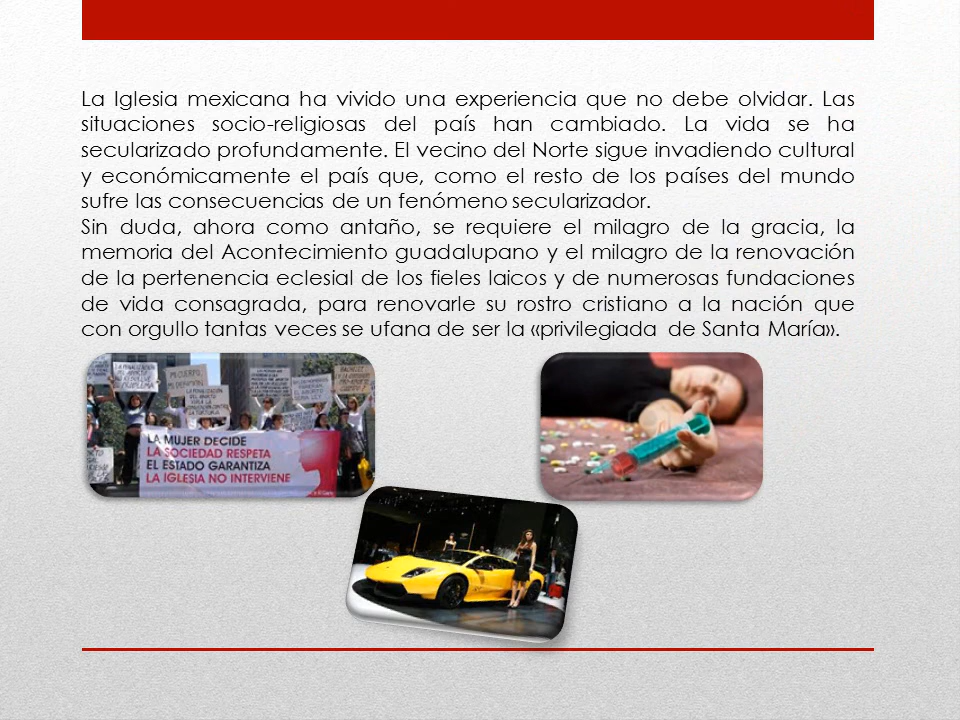 La Iglesia mexicana ha vivido una experiencia que no debe olvidar. Las
situaciones socio-religiosas del país han cambiado. La vida se ha
secularizado profundamente. El vecino del Norte sigue invadiendo cultural
y económicamente el país que, como el resto de los países del mundo
sufre las consecuencias de un fenómeno secularizador.
Sin duda, ahora como antaño, se requiere el milagro de la gracia, la
memoria del Acontecimiento guadalupano y el milagro de la renovación
de la pertenencia eclesial de los fieles laicos y de numerosas fundaciones
de vida consagrada, para renovarle su rostro cristiano a la nación que
con orgullo tantas veces se ufana de ser la «privilegiada de Santa María».
LA MUJER DECIDE
LA SOCIEDAD RESPETA
EL ESTADO GARANTIZA
LA IGLESIA NO INTERVIENE